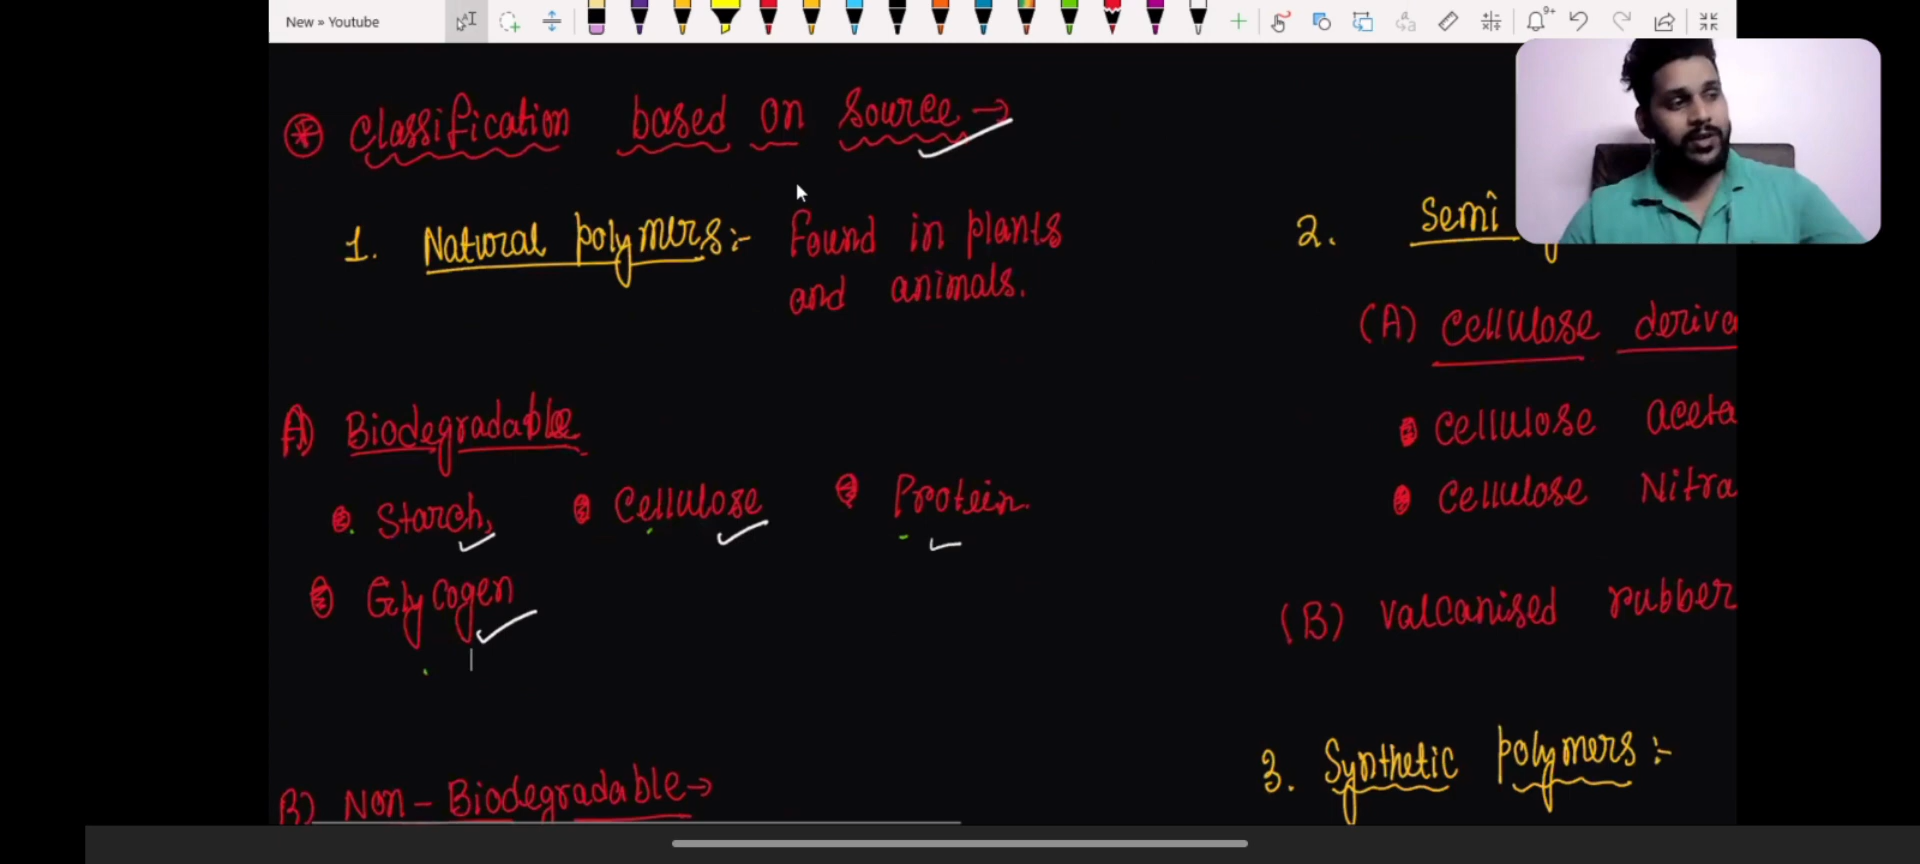 New » Youtube
9+
Classification based on source →
1. Natural polymers:- Found in plants
and animals.
A) Biodegradable
Starch, Cellulose Protein.
Glycogen
B) Non-Biodegradable →
2. Semi
(A) Cellulose deriva
Cellulose aceta
Cellulose Nitra
(B) Valcanised rubber
3. Synthetic polymers:-